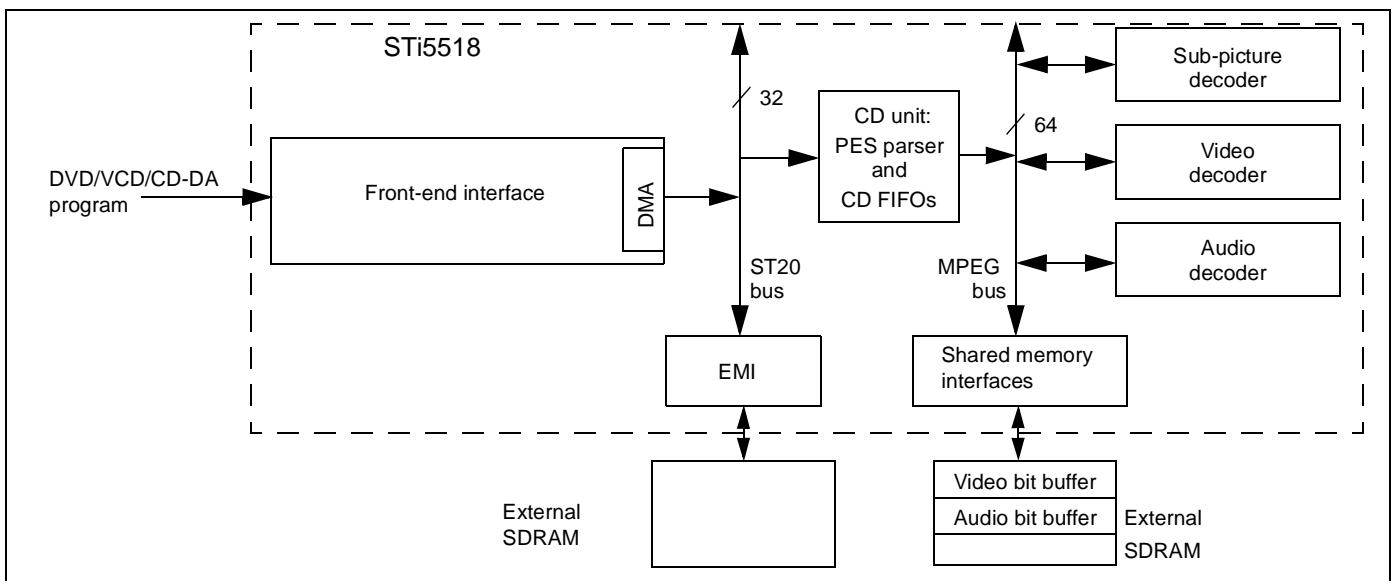 STi5518
Sub-picture
decoder
32
CD unit:
PES parser
and
CD FIFOs
64
Video
decoder
DVD/VCD/CD-DA
program
Front-end interface
DMA
ST20
bus
MPEG
bus
Audio
decoder
EMI
Shared memory
interfaces
External
SDRAM
Video bit buffer
Audio bit buffer
External
SDRAM